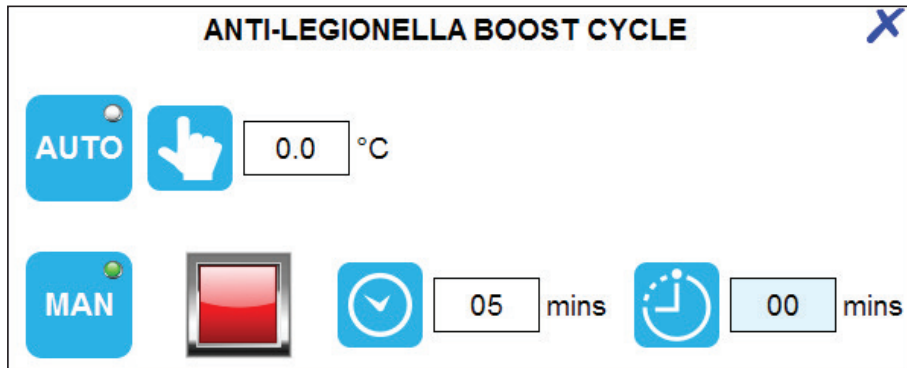 ANTI-LEGIONELLA BOOST CYCLE X
AUTO 0.0 °C
MAN 05 mins 00 mins